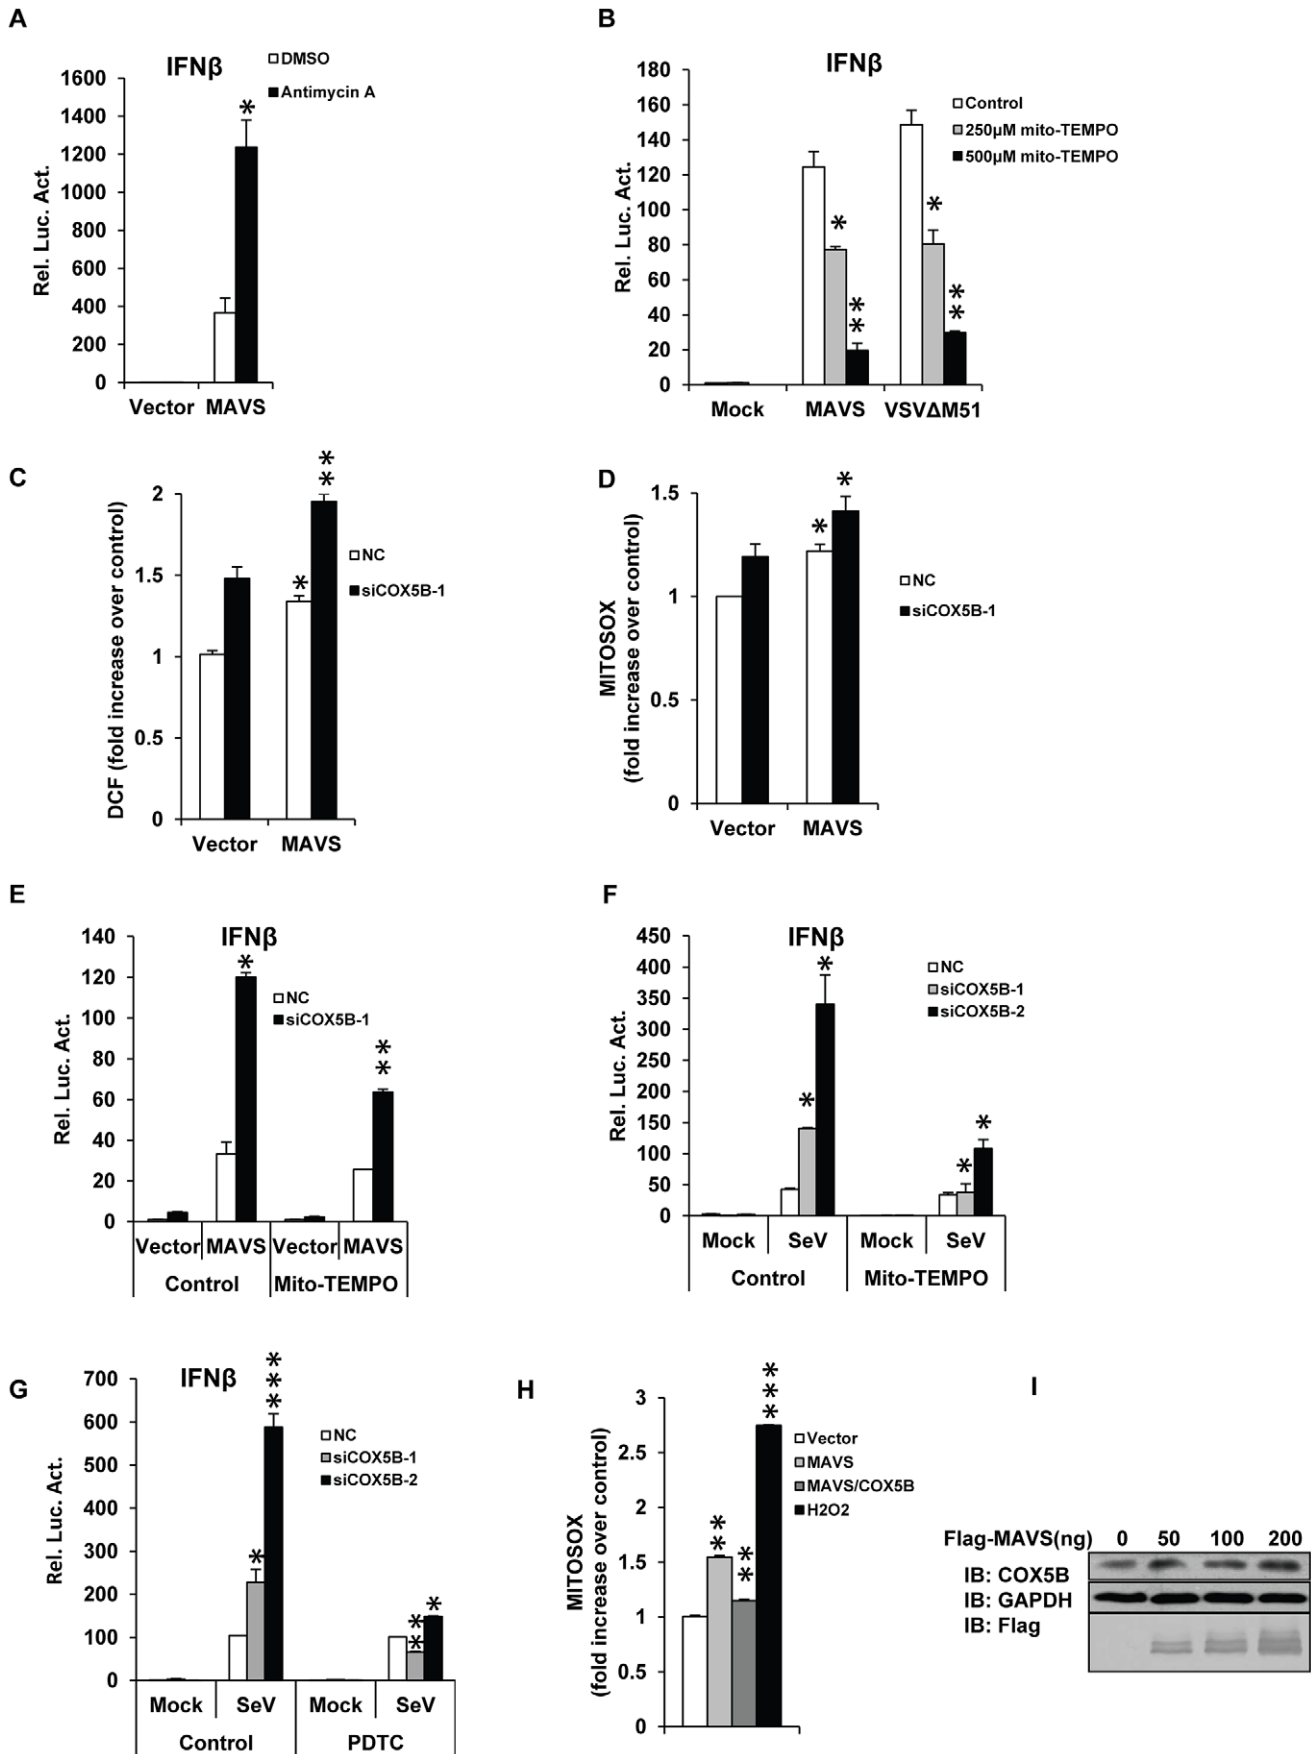 A
IFNβ
DMSO
Antimycin A
Rel. Luc. Act.
1600
1400
1200
1000
800
600
400
200
0
*
Vector MAVS
B
IFNβ
Control
250µM mito-TEMPO
500µM mito-TEMPO
Rel. Luc. Act.
180
160
140
120
100
80
60
40
20
0
*
**
*
**
Mock MAVS VSVΔM51
C
DCF (fold increase over control)
2
1.5
1
0.5
0
*
**
NC
siCOX5B-1
Vector MAVS
D
MITOSOX
(fold increase over control)
1.5
1
0.5
0
*
*
NC
siCOX5B-1
Vector MAVS
E
IFNβ
Rel. Luc. Act.
140
120
100
80
60
40
20
0
*
**
NC
siCOX5B-1
Vector MAVS Vector MAVS
Control Mito-TEMPO
F
IFNβ
Rel. Luc. Act.
450
400
350
300
250
200
150
100
50
0
*
*
*
*
NC
siCOX5B-1
siCOX5B-2
Mock SeV Mock SeV
Control Mito-TEMPO
G
IFNβ
Rel. Luc. Act.
700
600
500
400
300
200
100
0
*
***
**
*
NC
siCOX5B-1
siCOX5B-2
Mock SeV Mock SeV
Control PDTC
H
MITOSOX
(fold increase over control)
3
2.5
2
1.5
1
0.5
0
**
**
***
Vector
MAVS
MAVS/COX5B
H2O2
I
Flag-MAVS(ng) 0 50 100 200
IB: COX5B
IB: GAPDH
IB: Flag